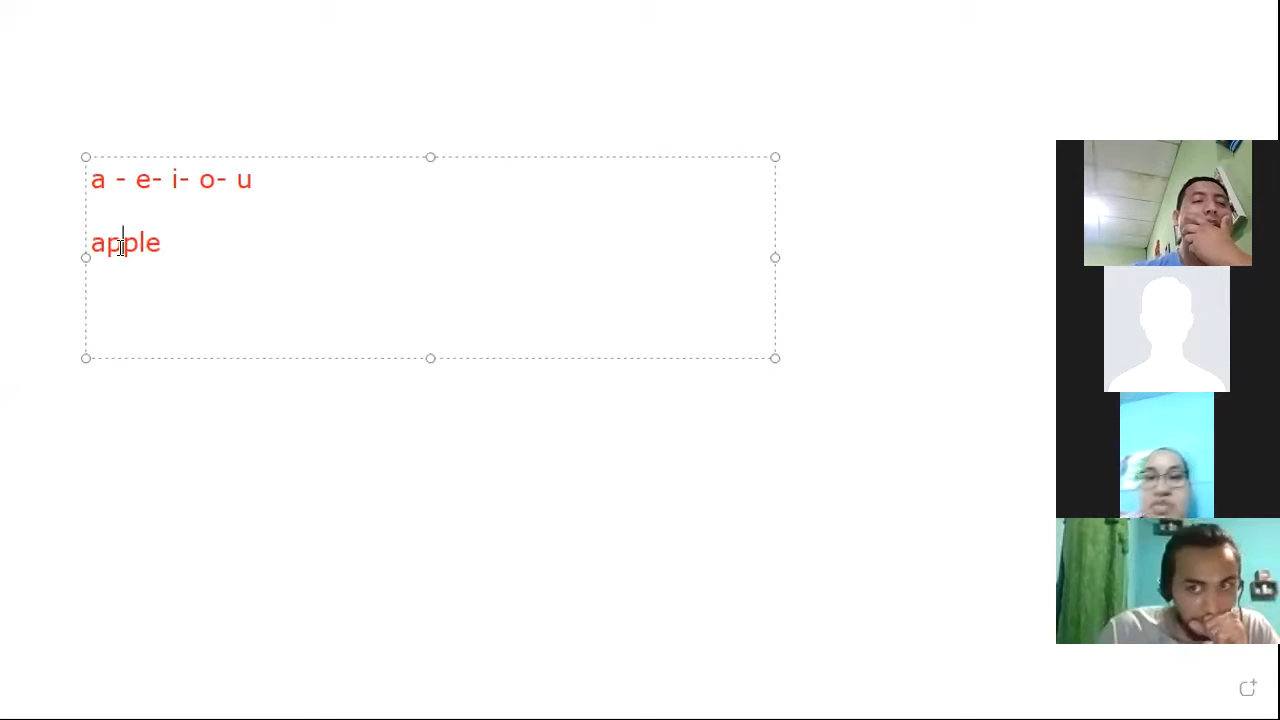 a - e- i- o- u
apple